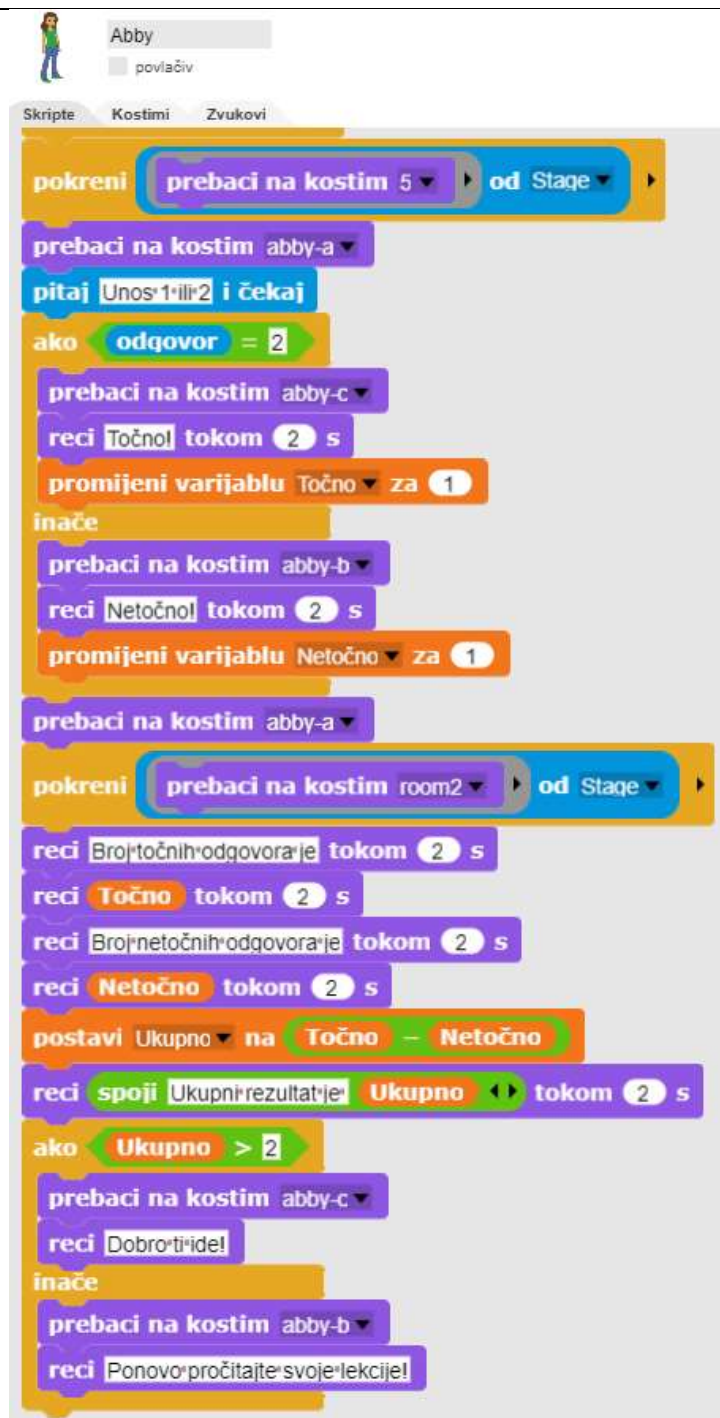 Abby
povlačiv
Skripte Kostimi Zvukovi
pokreni prebaci na kostim 5 od Stage
prebaci na kostim abby-a
pitaj Unos 1 ili 2 i čekaj
ako odgovor = 2
prebaci na kostim abby-c
reci Točno! tokom 2 s
promijeni varijablu Točno za 1
inače
prebaci na kostim abby-b
reci Netočno! tokom 2 s
promijeni varijablu Netočno za 1
prebaci na kostim abby-a
pokreni prebaci na kostim room2 od Stage
reci Broj točnih odgovora je tokom 2 s
reci Točno tokom 2 s
reci Broj netočnih odgovora je tokom 2 s
reci Netočno tokom 2 s
postavi Ukupno na Točno - Netočno
reci spoji Ukupni rezultat je Ukupno tokom 2 s
ako Ukupno > 2
prebaci na kostim abby-c
reci Dobro ti ide!
inače
prebaci na kostim abby-b
reci Ponovo pročitajte svoje lekcije!